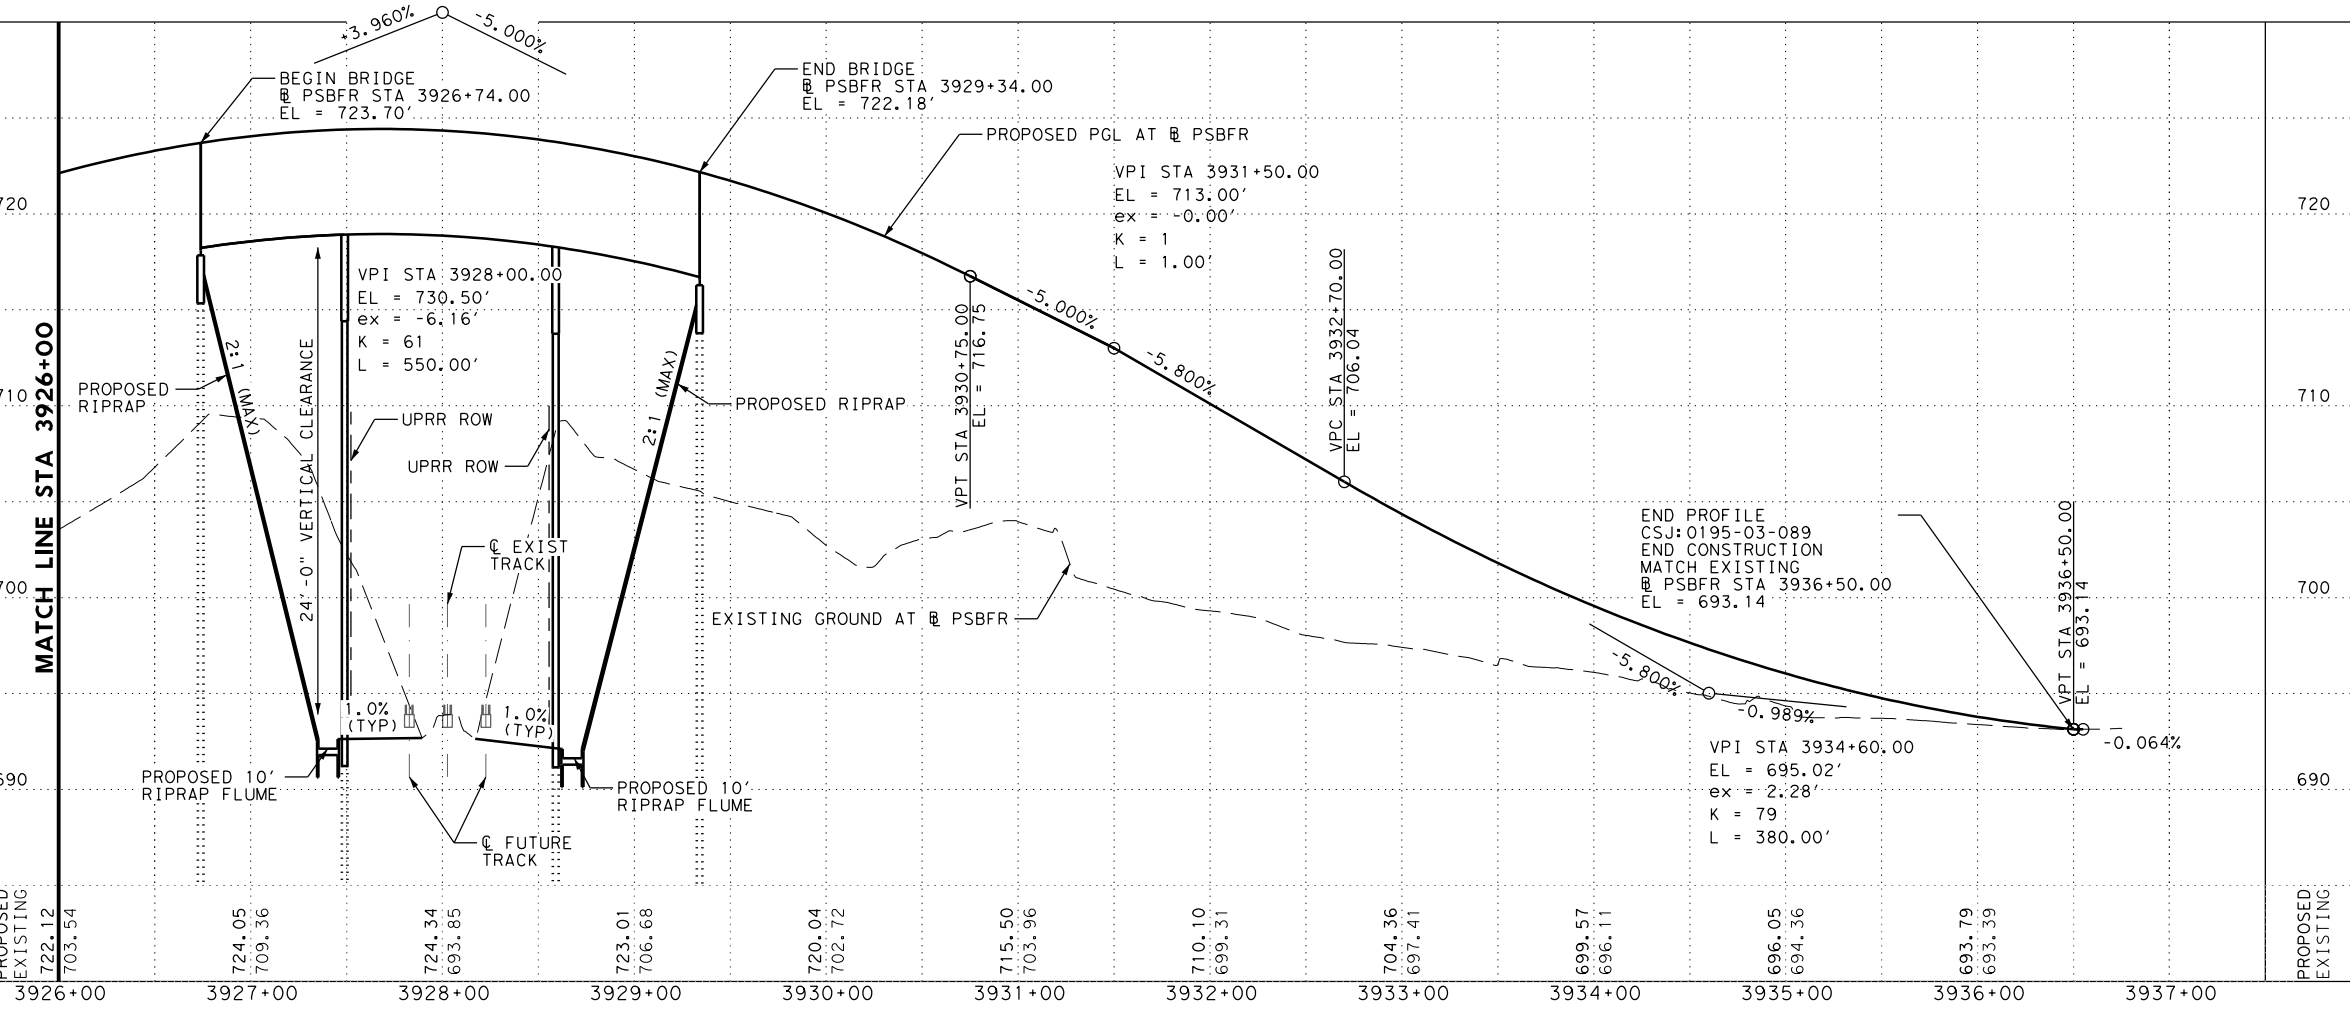 +3.960%
-5.000%
BEGIN BRIDGE
℄ PSBFR STA 3926+74.00
EL = 723.70'
END BRIDGE
℄ PSBFR STA 3929+34.00
EL = 722.18'
PROPOSED PGL AT ℄ PSBFR
VPI STA 3931+50.00
EL = 713.00'
ex = -0.00'
K = 1
L = 1.00'
720
720
VPI STA 3928+00.00
EL = 730.50'
ex = -6.16'
K = 61
L = 550.00'
MATCH LINE STA 3926+00
2:1 (MAX)
24'-0" VERTICAL CLEARANCE
2:1 (MAX)
PROPOSED
RIPRAP
PROPOSED RIPRAP
UPRR ROW
UPRR ROW
VPT STA 3930+75.00
EL = 716.75
-5.000%
-5.800%
VPC STA 3932+70.00
EL = 706.04
710
710
℄ EXIST
TRACK
EXISTING GROUND AT ℄ PSBFR
END PROFILE
CSJ:0195-03-089
END CONSTRUCTION
MATCH EXISTING
℄ PSBFR STA 3936+50.00
EL = 693.14
VPT STA 3936+50.00
EL = 693.14
700
700
-5.800%
-0.989%
-0.064%
1.0%
(TYP)
1.0%
(TYP)
VPI STA 3934+60.00
EL = 695.02'
ex = 2.28'
K = 79
L = 380.00'
690
690
PROPOSED 10'
RIPRAP FLUME
PROPOSED 10'
RIPRAP FLUME
℄ FUTURE
TRACK
PROPOSED
EXISTING
722.12
703.54
724.05
709.36
724.34
693.85
723.01
706.68
720.04
702.72
715.50
703.96
710.10
699.31
704.36
697.41
699.57
696.11
696.05
694.36
693.79
693.39
PROPOSED
EXISTING
3926+00
3927+00
3928+00
3929+00
3930+00
3931+00
3932+00
3933+00
3934+00
3935+00
3936+00
3937+00